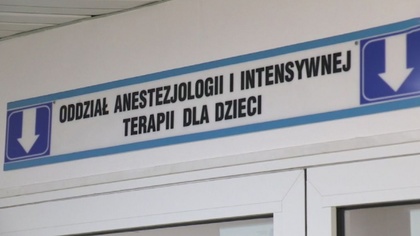 ODDZIAŁ ANESTEZJOLOGII I INTENSYWNEJ
TERAPII DLA DZIECI